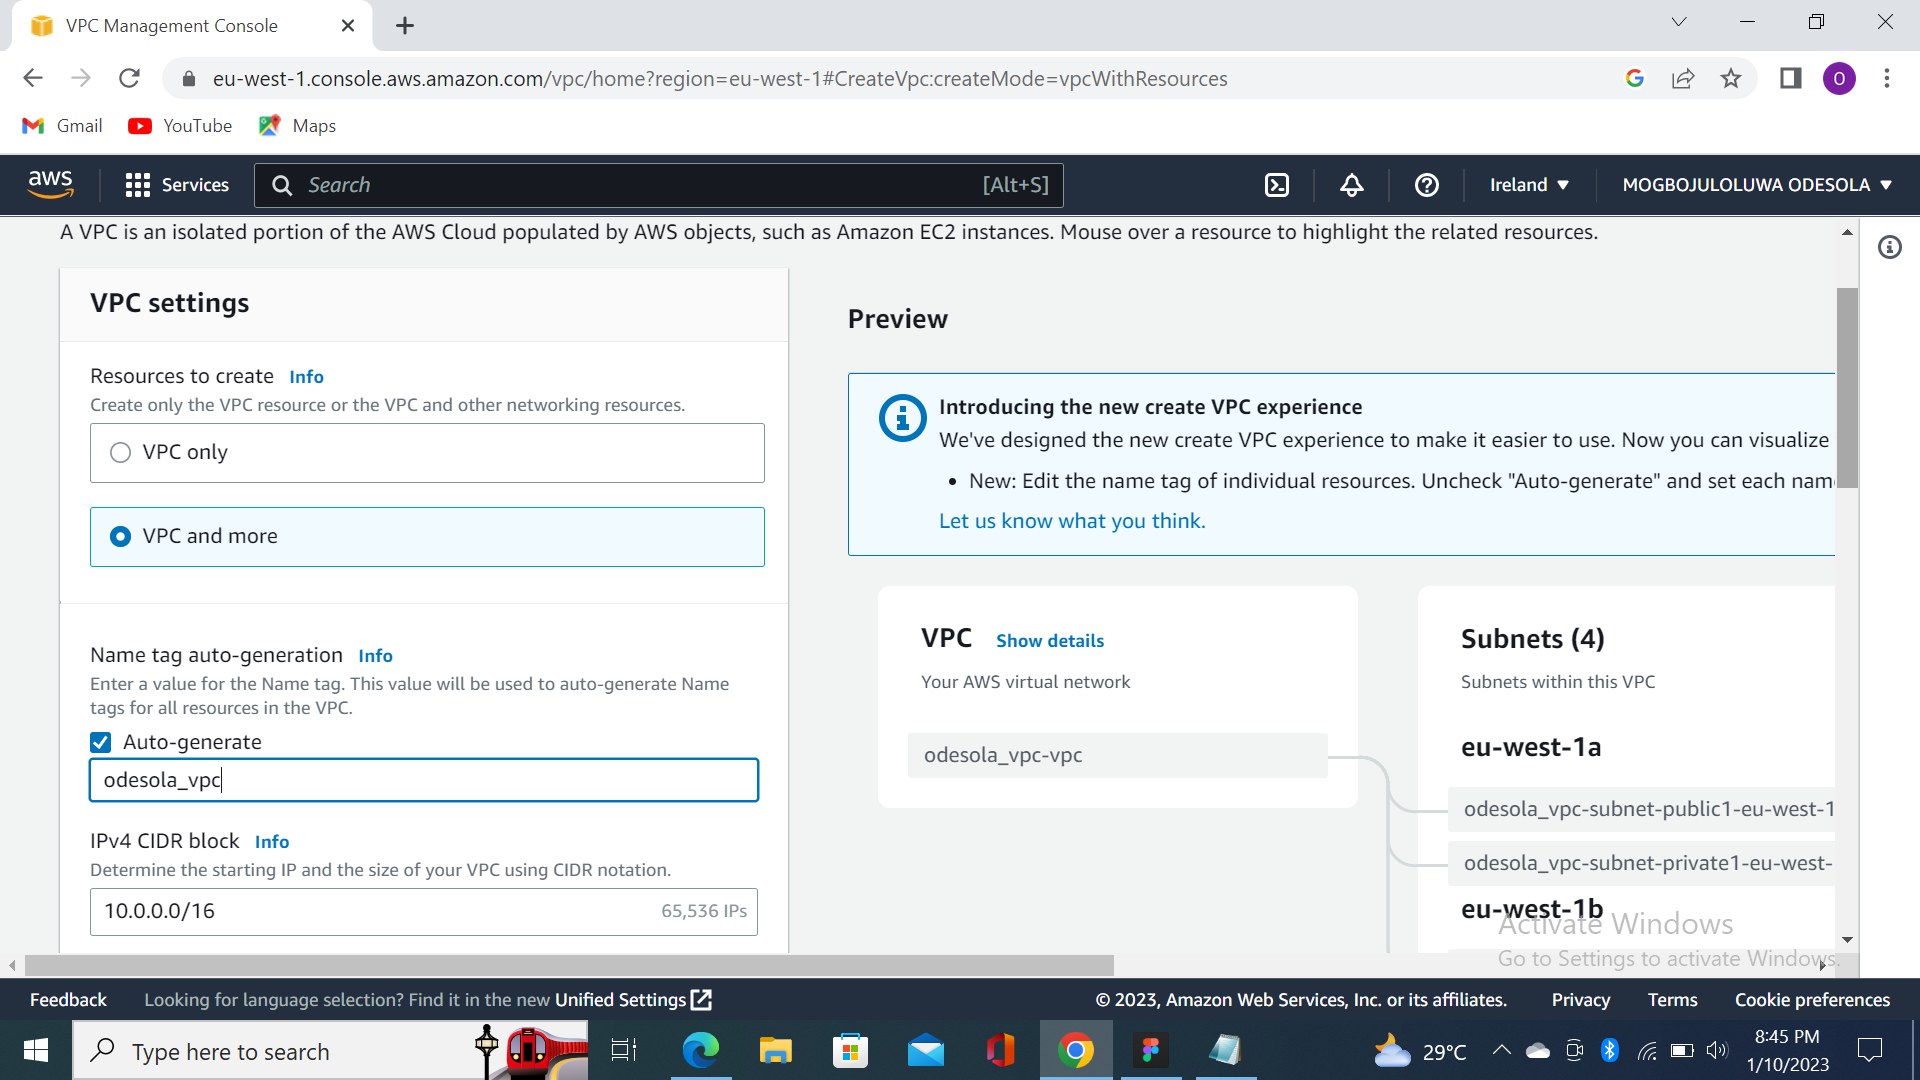 VPC Management Console
eu-west-1.console.aws.amazon.com/vpc/home?region=eu-west-1#CreateVpc:createMode=vpcWithResources
O
Gmail
YouTube
Maps
aws
Services
Search
[Alt+S]
Ireland
MOGBOJULOLUWA ODESOLA
A VPC is an isolated portion of the AWS Cloud populated by AWS objects, such as Amazon EC2 instances. Mouse over a resource to highlight the related resources.
VPC settings
Resources to create Info
Create only the VPC resource or the VPC and other networking resources.
VPC only
VPC and more
Name tag auto-generation Info
Enter a value for the Name tag. This value will be used to auto-generate Name
tags for all resources in the VPC.
Auto-generate
odesola_vpc
IPv4 CIDR block Info
Determine the starting IP and the size of your VPC using CIDR notation.
10.0.0.0/16
65,536 IPs
Preview
Introducing the new create VPC experience
We've designed the new create VPC experience to make it easier to use. Now you can visualize
• New: Edit the name tag of individual resources. Uncheck "Auto-generate" and set each nam
Let us know what you think.
VPC Show details
Your AWS virtual network
odesola_vpc-vpc
Subnets (4)
Subnets within this VPC
eu-west-1a
odesola_vpc-subnet-public1-eu-west-1
odesola_vpc-subnet-private1-eu-west-
eu-west-1b
Activate Windows
Go to Settings to activate Windows.
Feedback
Looking for language selection? Find it in the new Unified Settings
© 2023, Amazon Web Services, Inc. or its affiliates.
Privacy
Terms
Cookie preferences
Type here to search
29°C
8:45 PM
1/10/2023